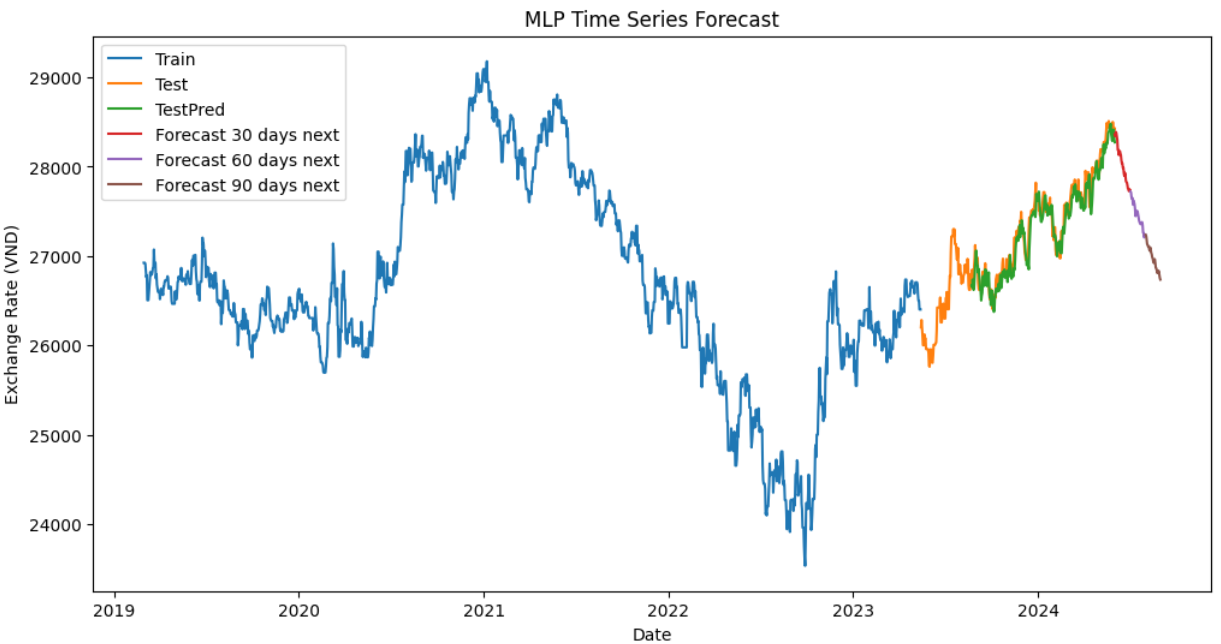 MLP Time Series Forecast
Train
Test
TestPred
Forecast 30 days next
Forecast 60 days next
Forecast 90 days next
Exchange Rate (VND)
29000
28000
27000
26000
25000
24000
2019 2020 2021 2022 2023 2024
Date